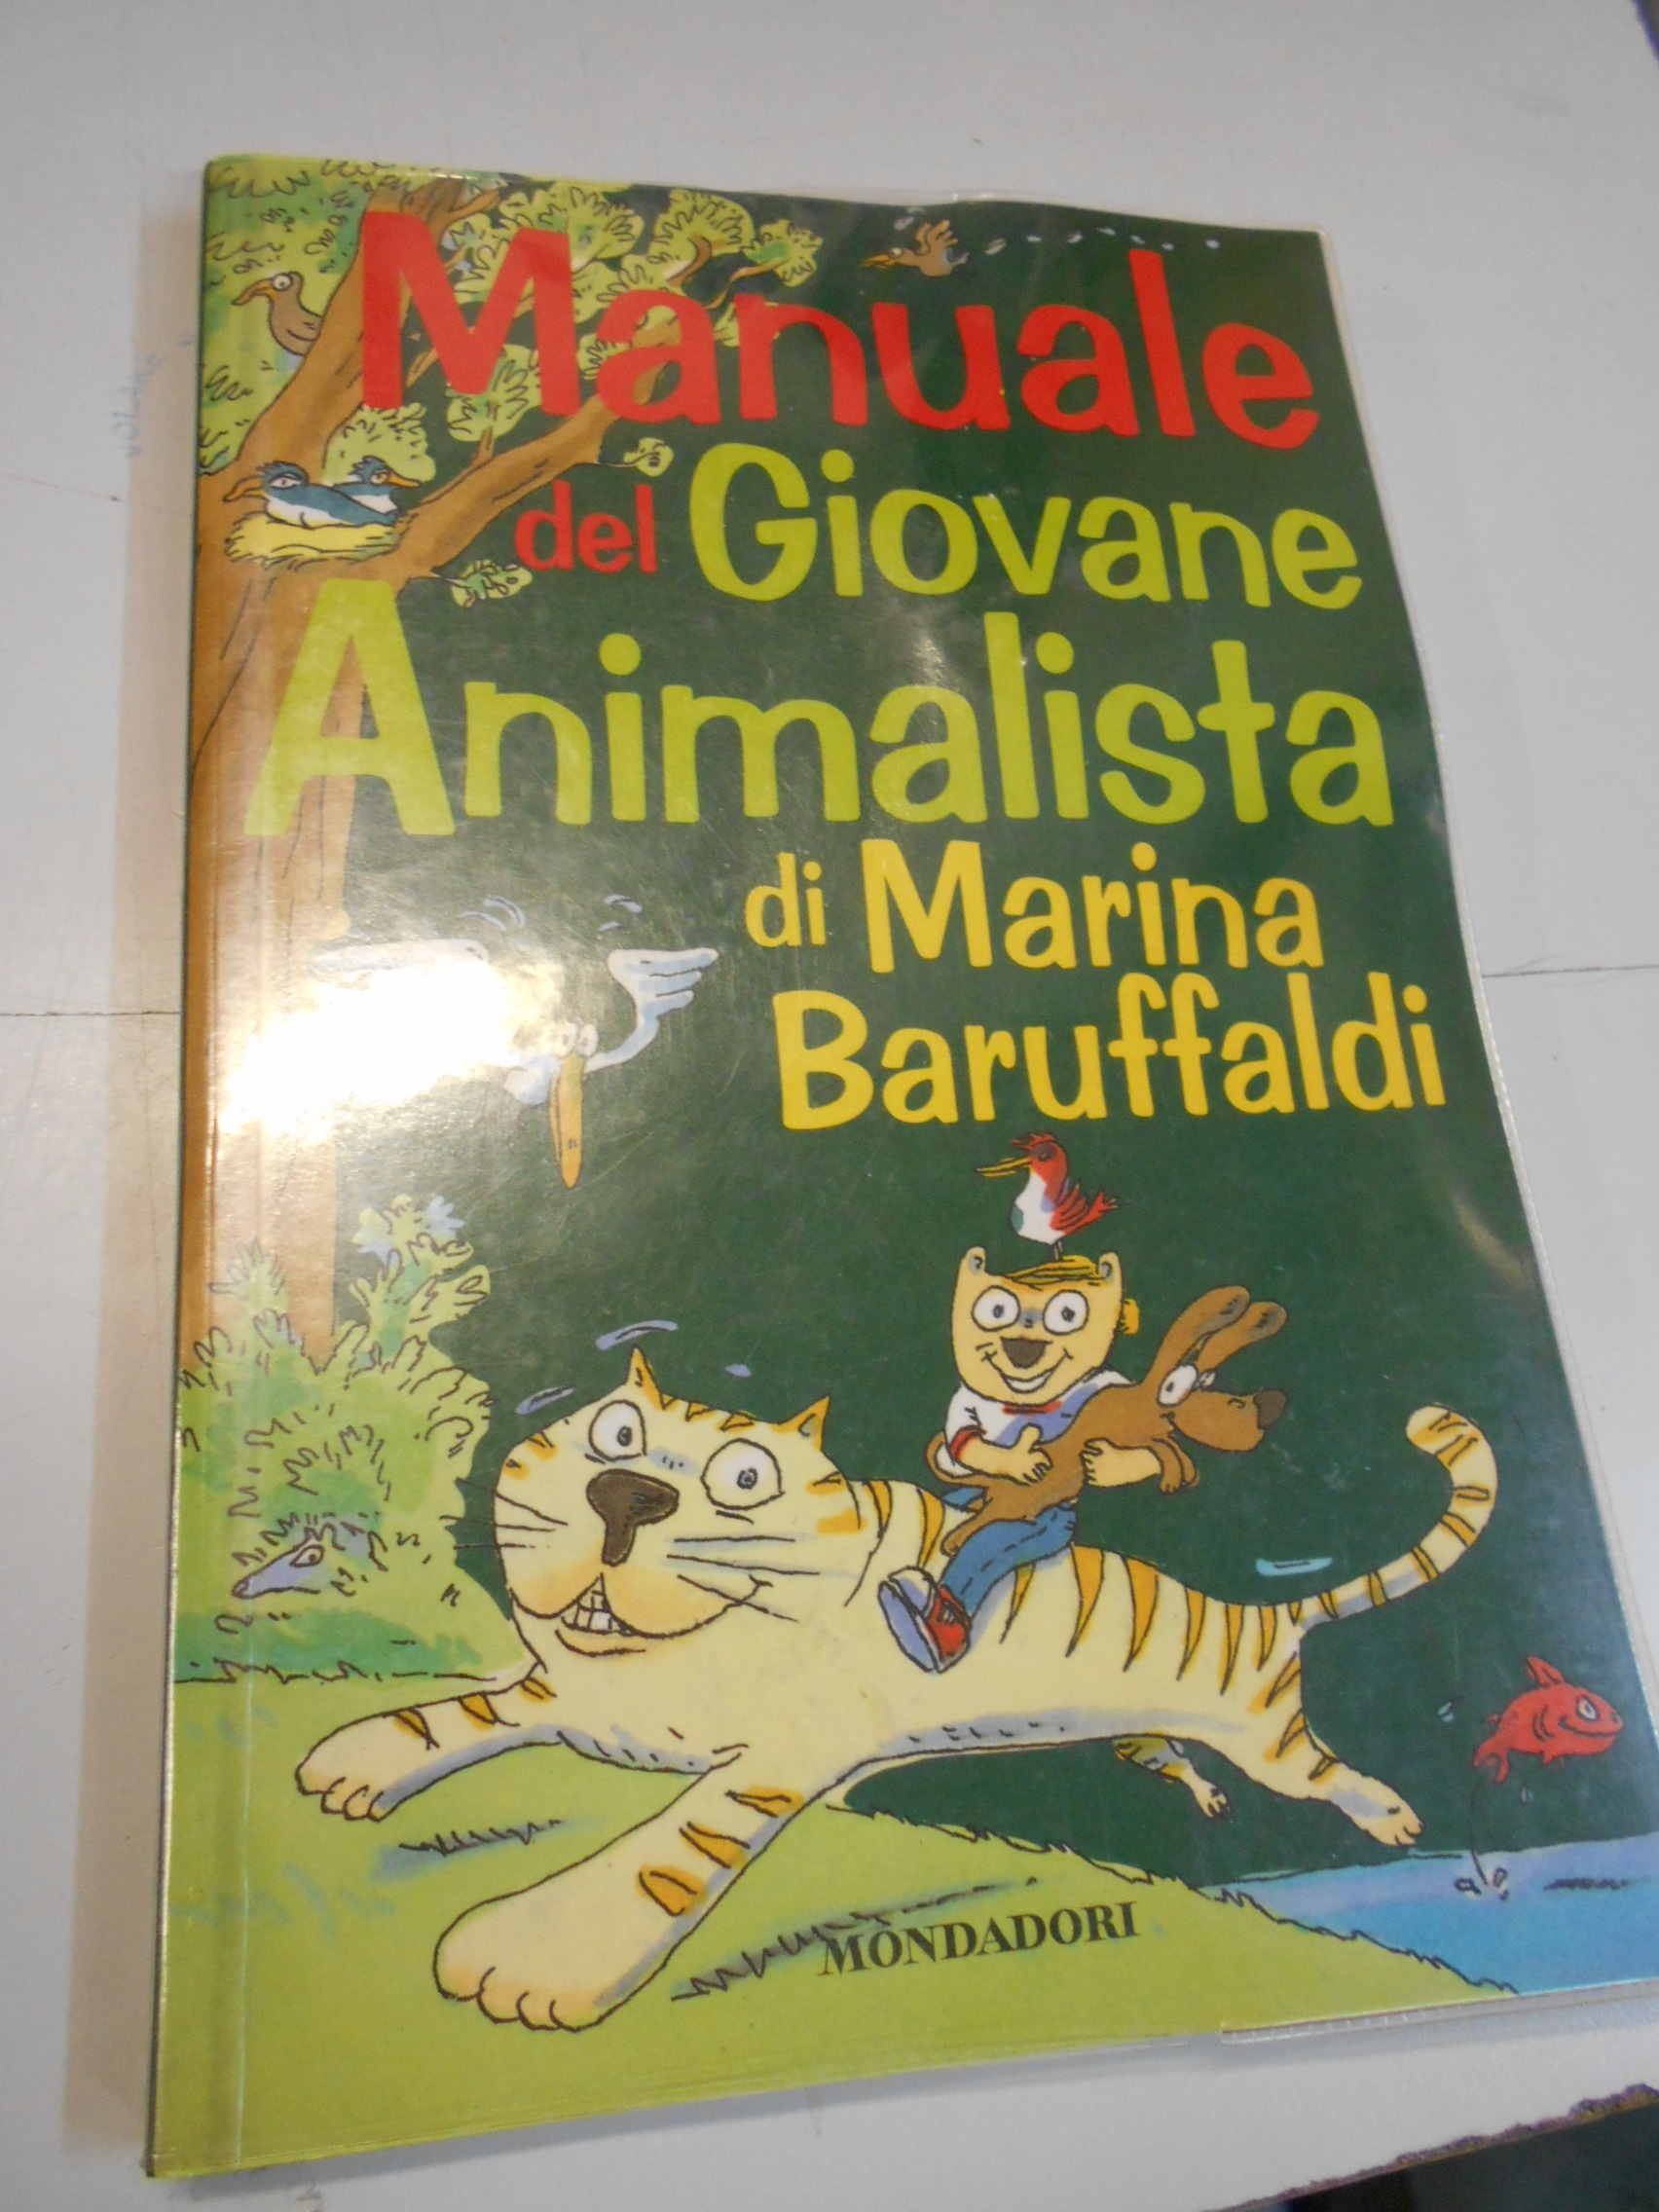 Manuale
del Giovane
Animalista
di Marina
Baruffaldi
MONDADORI